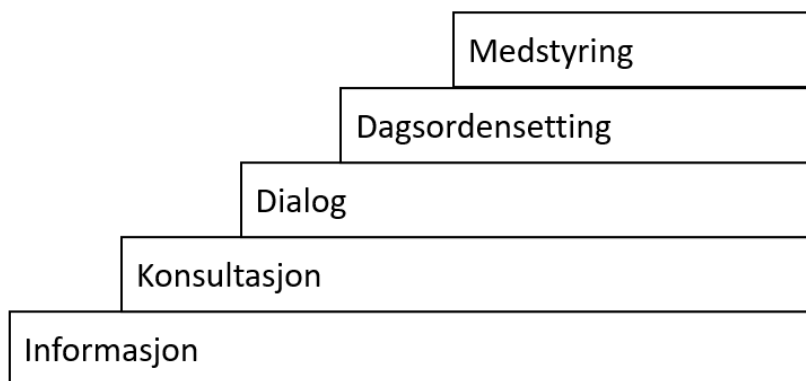 Medstyring
Dagsordensetting
Dialog
Konsultasjon
Informasjon